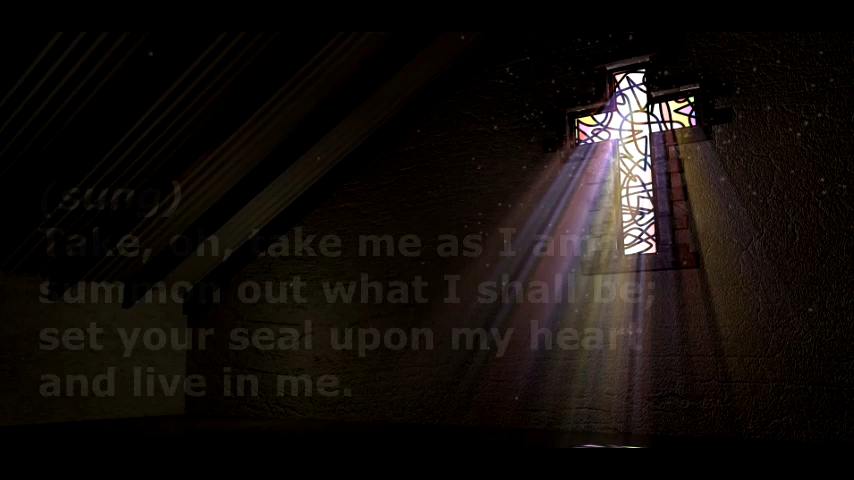 (sung)
Take, oh, take me as I am;
summon out what I shall be;
set your seal upon my heart
and live in me.